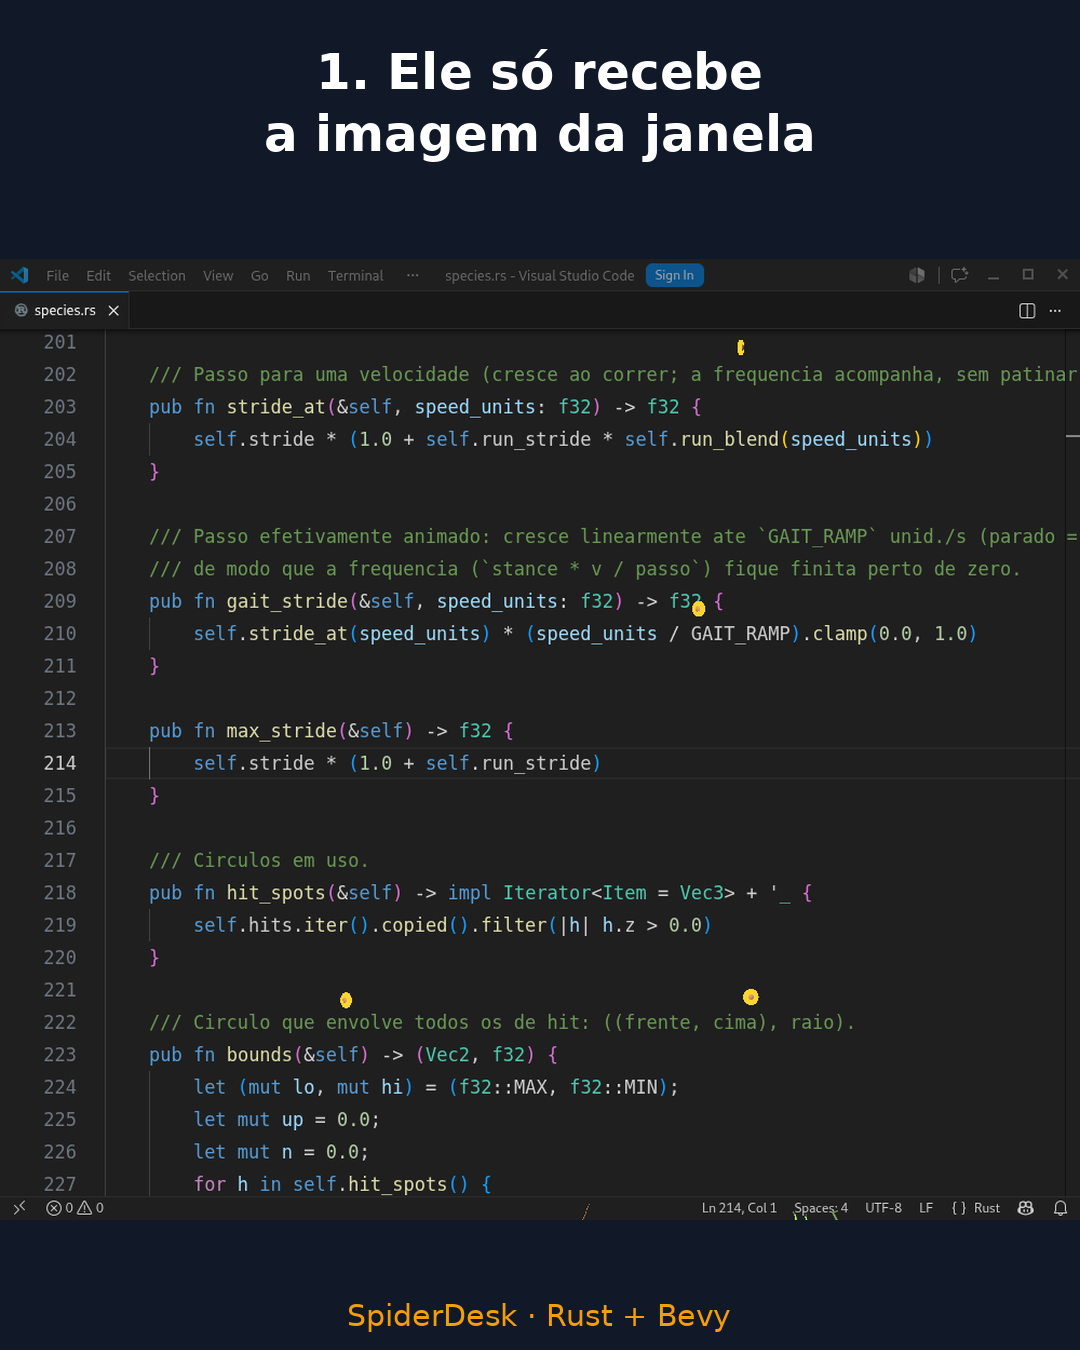 1. Ele só recebe
a imagem da janela
File Edit Selection View Go Run Terminal ··· species.rs - Visual Studio Code Sign In
species.rs
201
202 /// Passo para uma velocidade (cresce ao correr; a frequencia acompanha, sem patinar
203 pub fn stride_at(&self, speed_units: f32) -> f32 {
204 self.stride * (1.0 + self.run_stride * self.run_blend(speed_units))
205 }
206
207 /// Passo efetivamente animado: cresce linearmente ate `GAIT_RAMP` unid./s (parado =
208 /// de modo que a frequencia (`stance * v / passo`) fique finita perto de zero.
209 pub fn gait_stride(&self, speed_units: f32) -> f32 {
210 self.stride_at(speed_units) * (speed_units / GAIT_RAMP).clamp(0.0, 1.0)
211 }
212
213 pub fn max_stride(&self) -> f32 {
214 self.stride * (1.0 + self.run_stride)
215 }
216
217 /// Circulos em uso.
218 pub fn hit_spots(&self) -> impl Iterator<Item = Vec3> + '_ {
219 self.hits.iter().copied().filter(|h| h.z > 0.0)
220 }
221
222 /// Circulo que envolve todos os de hit: ((frente, cima), raio).
223 pub fn bounds(&self) -> (Vec2, f32) {
224 let (mut lo, mut hi) = (f32::MAX, f32::MIN);
225 let mut up = 0.0;
226 let mut n = 0.0;
227 for h in self.hit_spots() {
0 0 Ln 214, Col 1 Spaces: 4 UTF-8 LF { } Rust
SpiderDesk · Rust + Bevy